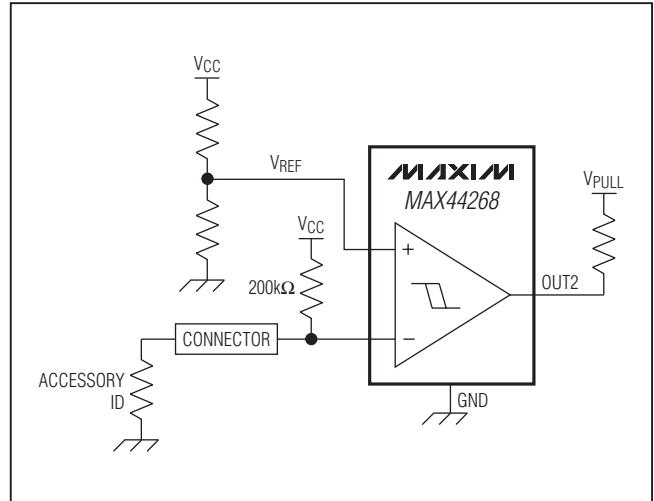 VCC
VREF
MAXIM
MAX44268
VPULL
VCC
+
200kΩ
OUT2
CONNECTOR
−
ACCESSORY
ID
GND